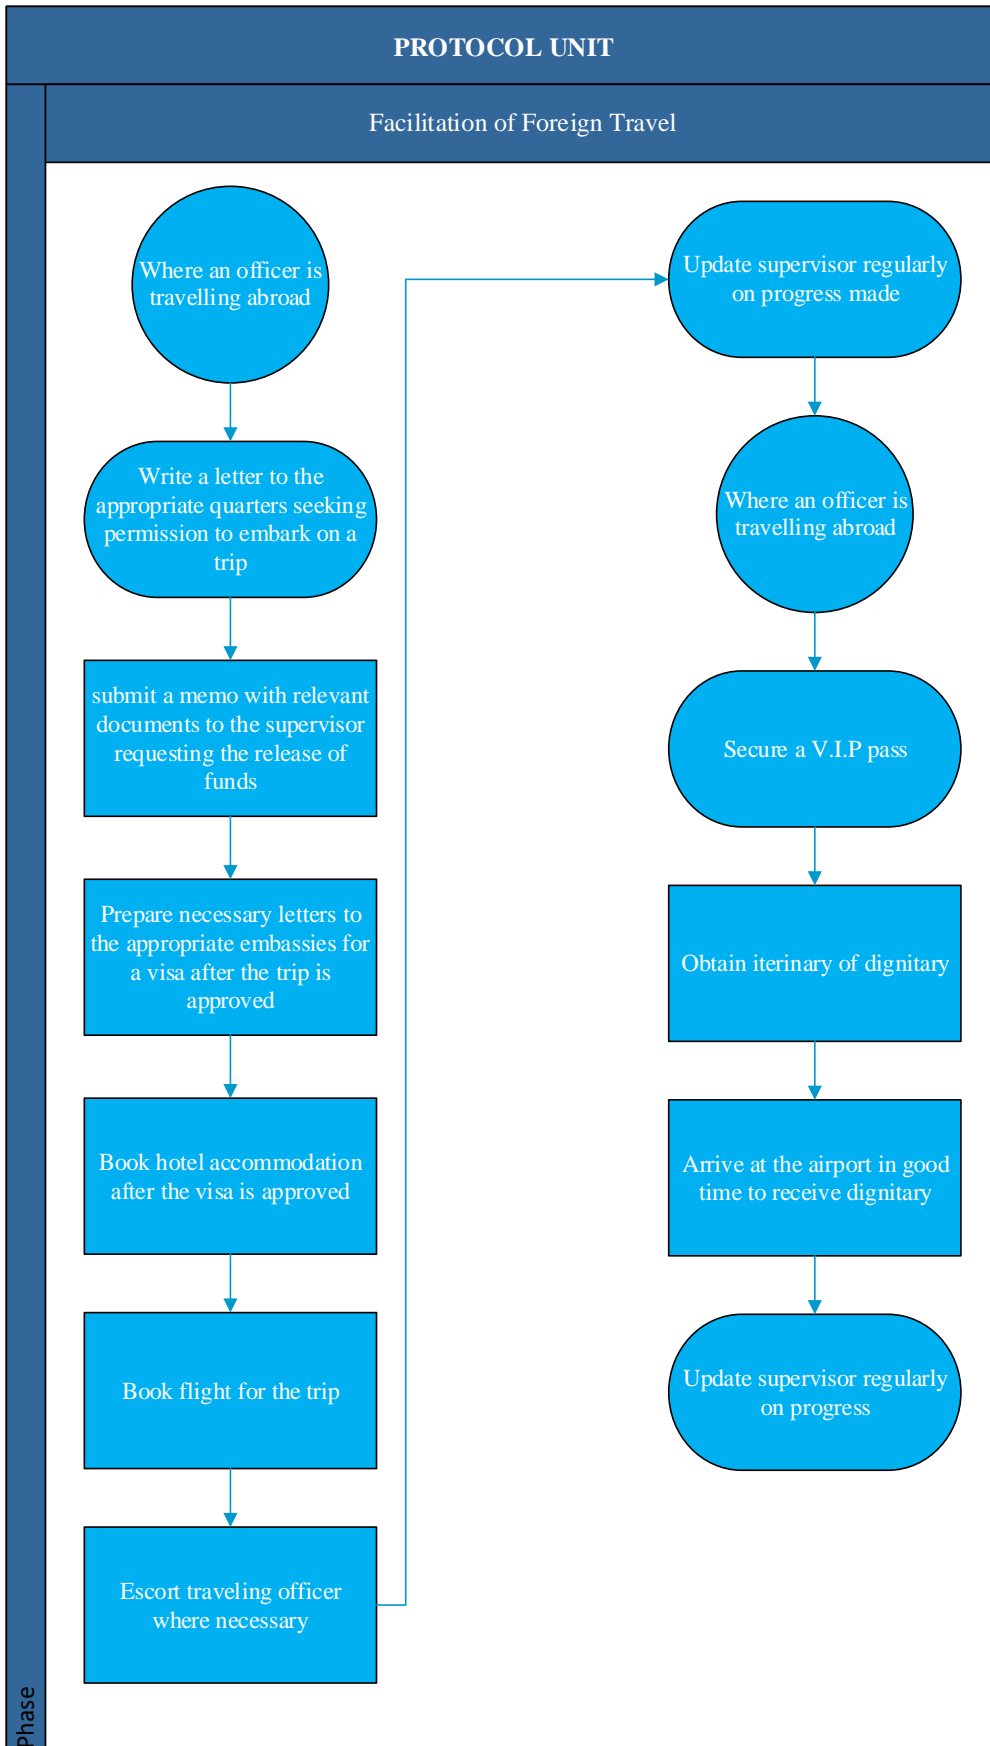 PROTOCOL UNIT
Facilitation of Foreign Travel
Where an officer is
travelling abroad
Write a letter to the
appropriate quarters seeking
permission to embark on a
trip
submit a memo with relevant
documents to the supervisor
requesting the release of
funds
Prepare necessary letters to
the appropriate embassies for
a visa after the trip is
approved
Book hotel accommodation
after the visa is approved
Book flight for the trip
Escort traveling officer
where necessary
Update supervisor regularly
on progress made
Where an officer is
travelling abroad
Secure a V.I.P pass
Obtain iterinary of dignitary
Arrive at the airport in good
time to receive dignitary
Update supervisor regularly
on progress
Phase